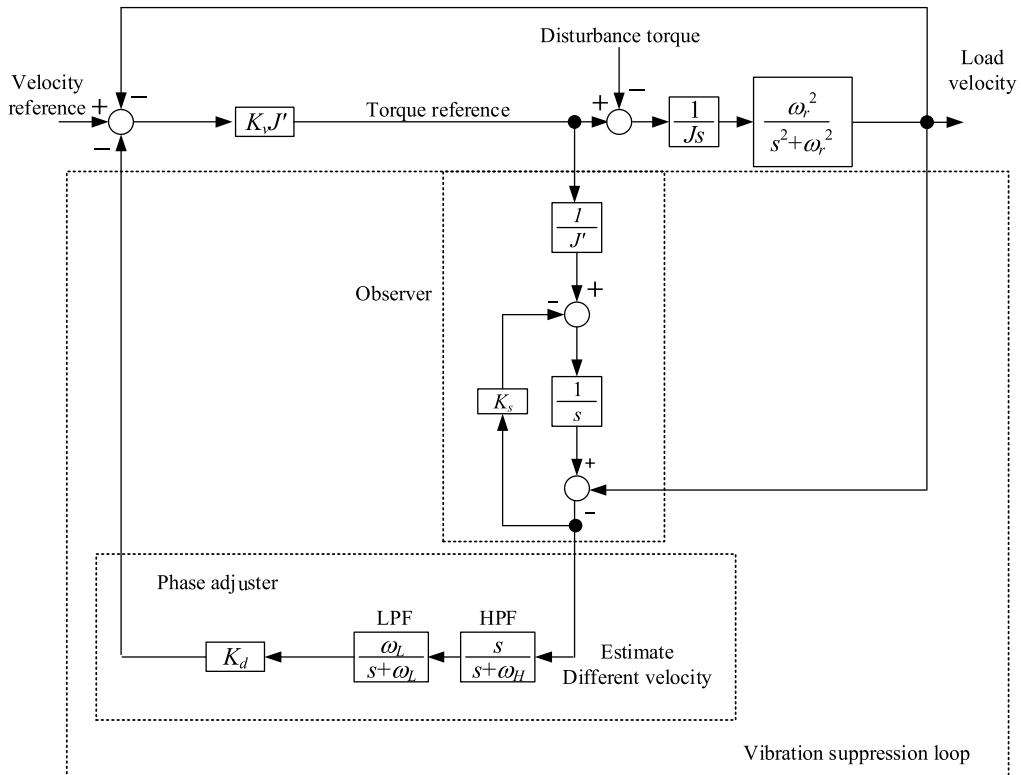 Disturbance torque
Load
velocity
Velocity
reference
+
−
−
K_vJ′
Torque reference
+
−
1
Js
ω_r²
s²+ω_r²
1
J′
Observer
−
+
K_s
1
s
+
−
Phase adjuster
LPF
HPF
K_d
ω_L
s+ω_L
s
s+ω_H
Estimate
Different velocity
Vibration suppression loop